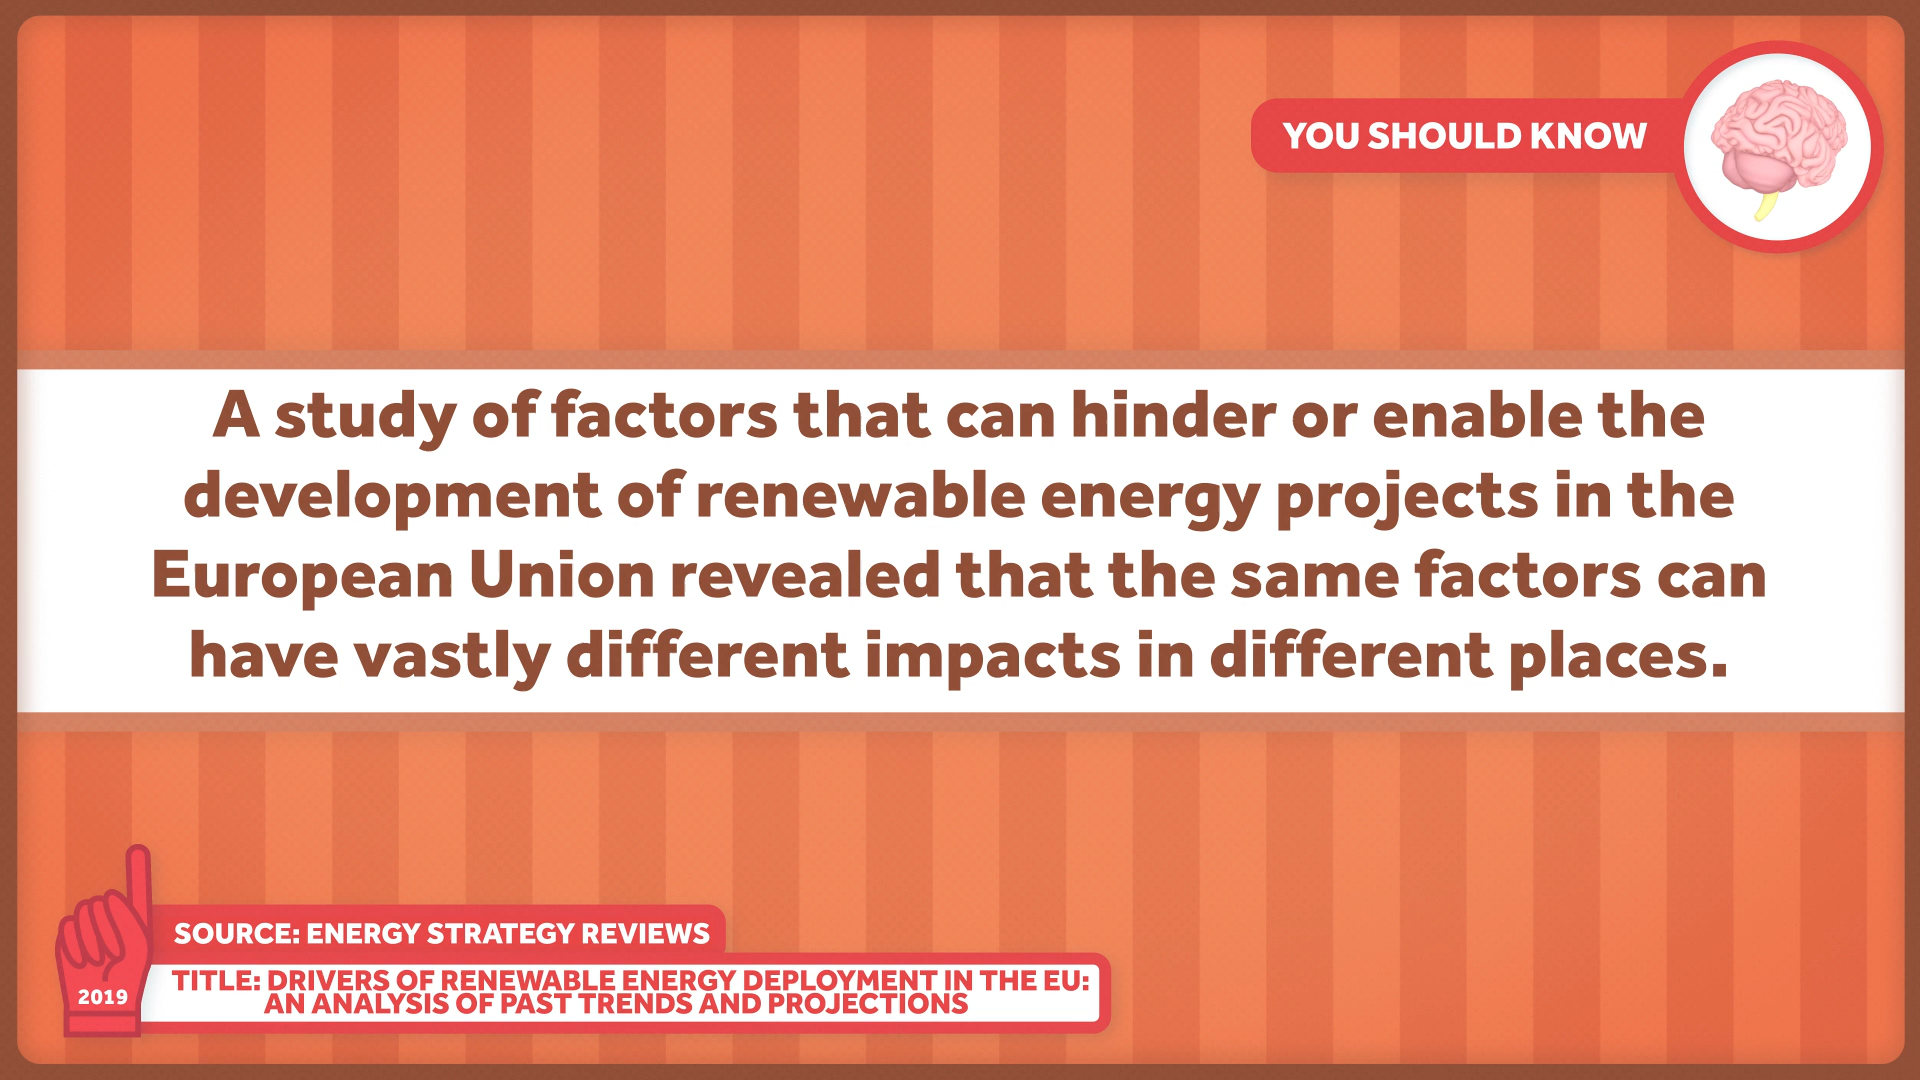 YOU SHOULD KNOW
A study of factors that can hinder or enable the
development of renewable energy projects in the
European Union revealed that the same factors can
have vastly different impacts in different places.
SOURCE: ENERGY STRATEGY REVIEWS
TITLE: DRIVERS OF RENEWABLE ENERGY DEPLOYMENT IN THE EU:
AN ANALYSIS OF PAST TRENDS AND PROJECTIONS
2019